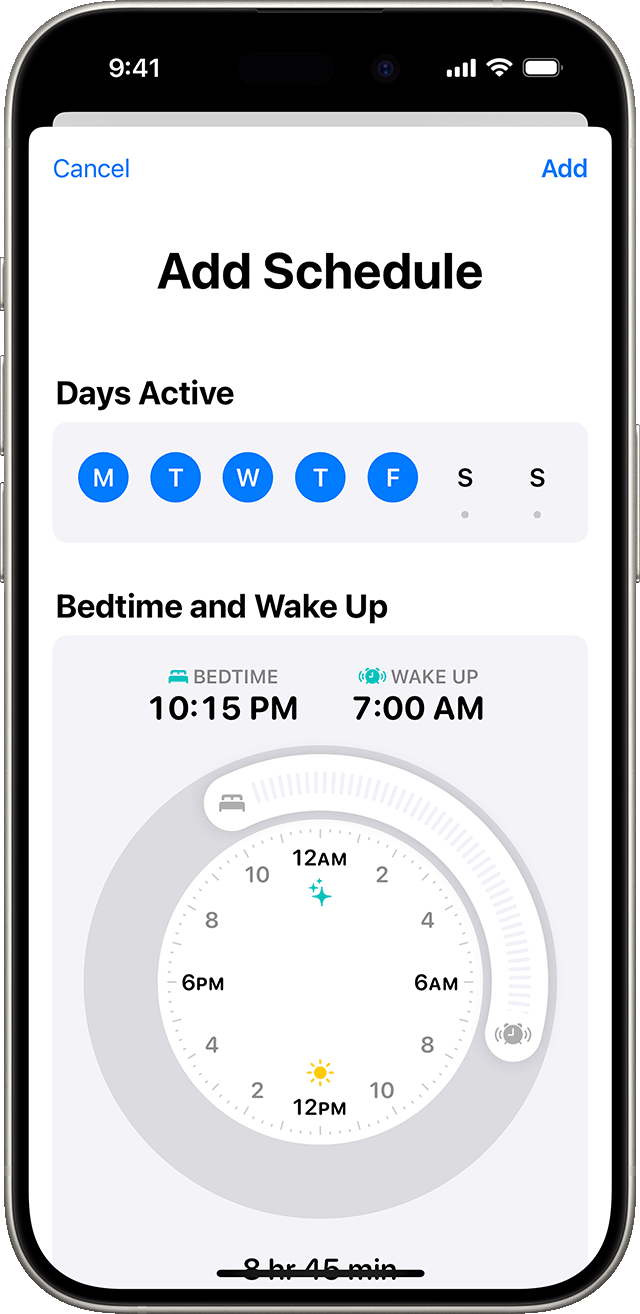 9:41
Cancel Add
Add Schedule
Days Active
M T W T F S S
Bedtime and Wake Up
BEDTIME WAKE UP
10:15 PM 7:00 AM
12AM
10 2
8 4
6PM 6AM
4 8
2 10
12PM
8 hr 45 min